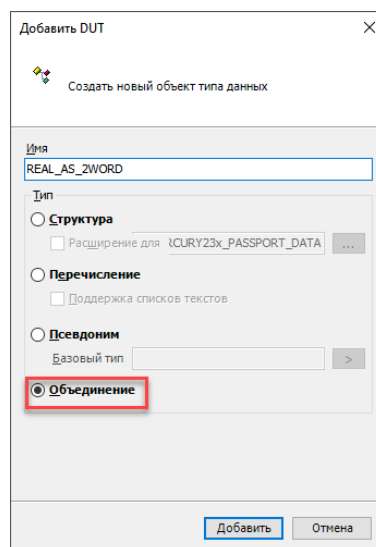 Добавить DUT
Создать новый объект типа данных
Имя
REAL_AS_2WORD
Тип
Структура
Расширение для RCURY23x_PASSPORT_DATA ...
Перечисление
Поддержка списков текстов
Псевдоним
Базовый тип >
Объединение
Добавить Отмена